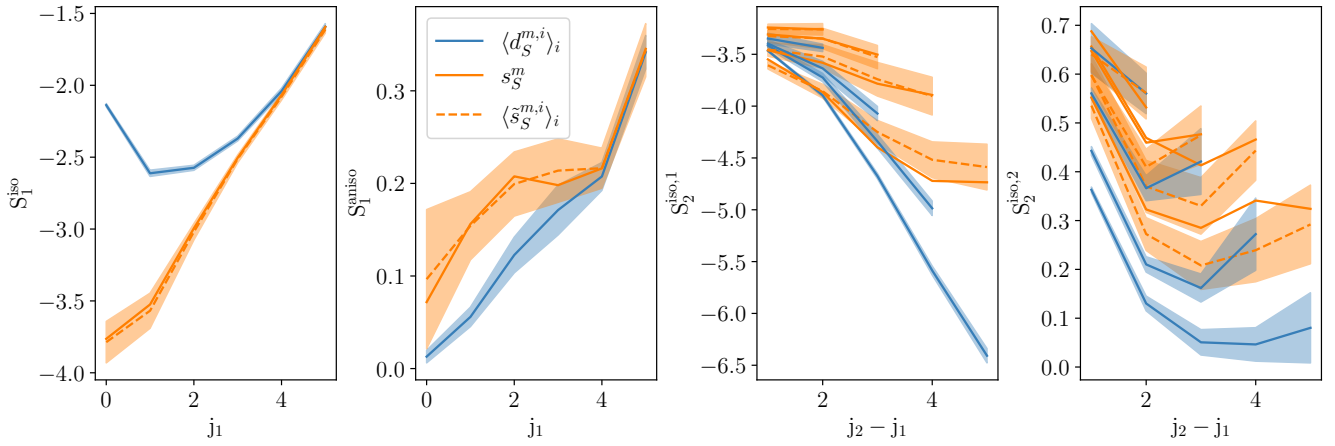 −1.5
−2.0
−2.5
−3.0
−3.5
−4.0
S₁^iso
0 2 4
j₁
0.3
0.2
0.1
0.0
S₁^aniso
0 2 4
j₁
⟨d_S^{m,i}⟩_i
s_S^m
⟨s̃_S^{m,i}⟩_i
−3.5
−4.0
−4.5
−5.0
−5.5
−6.0
−6.5
S₂^{iso,1}
2 4
j₂ − j₁
0.7
0.6
0.5
0.4
0.3
0.2
0.1
0.0
S₂^{iso,2}
2 4
j₂ − j₁